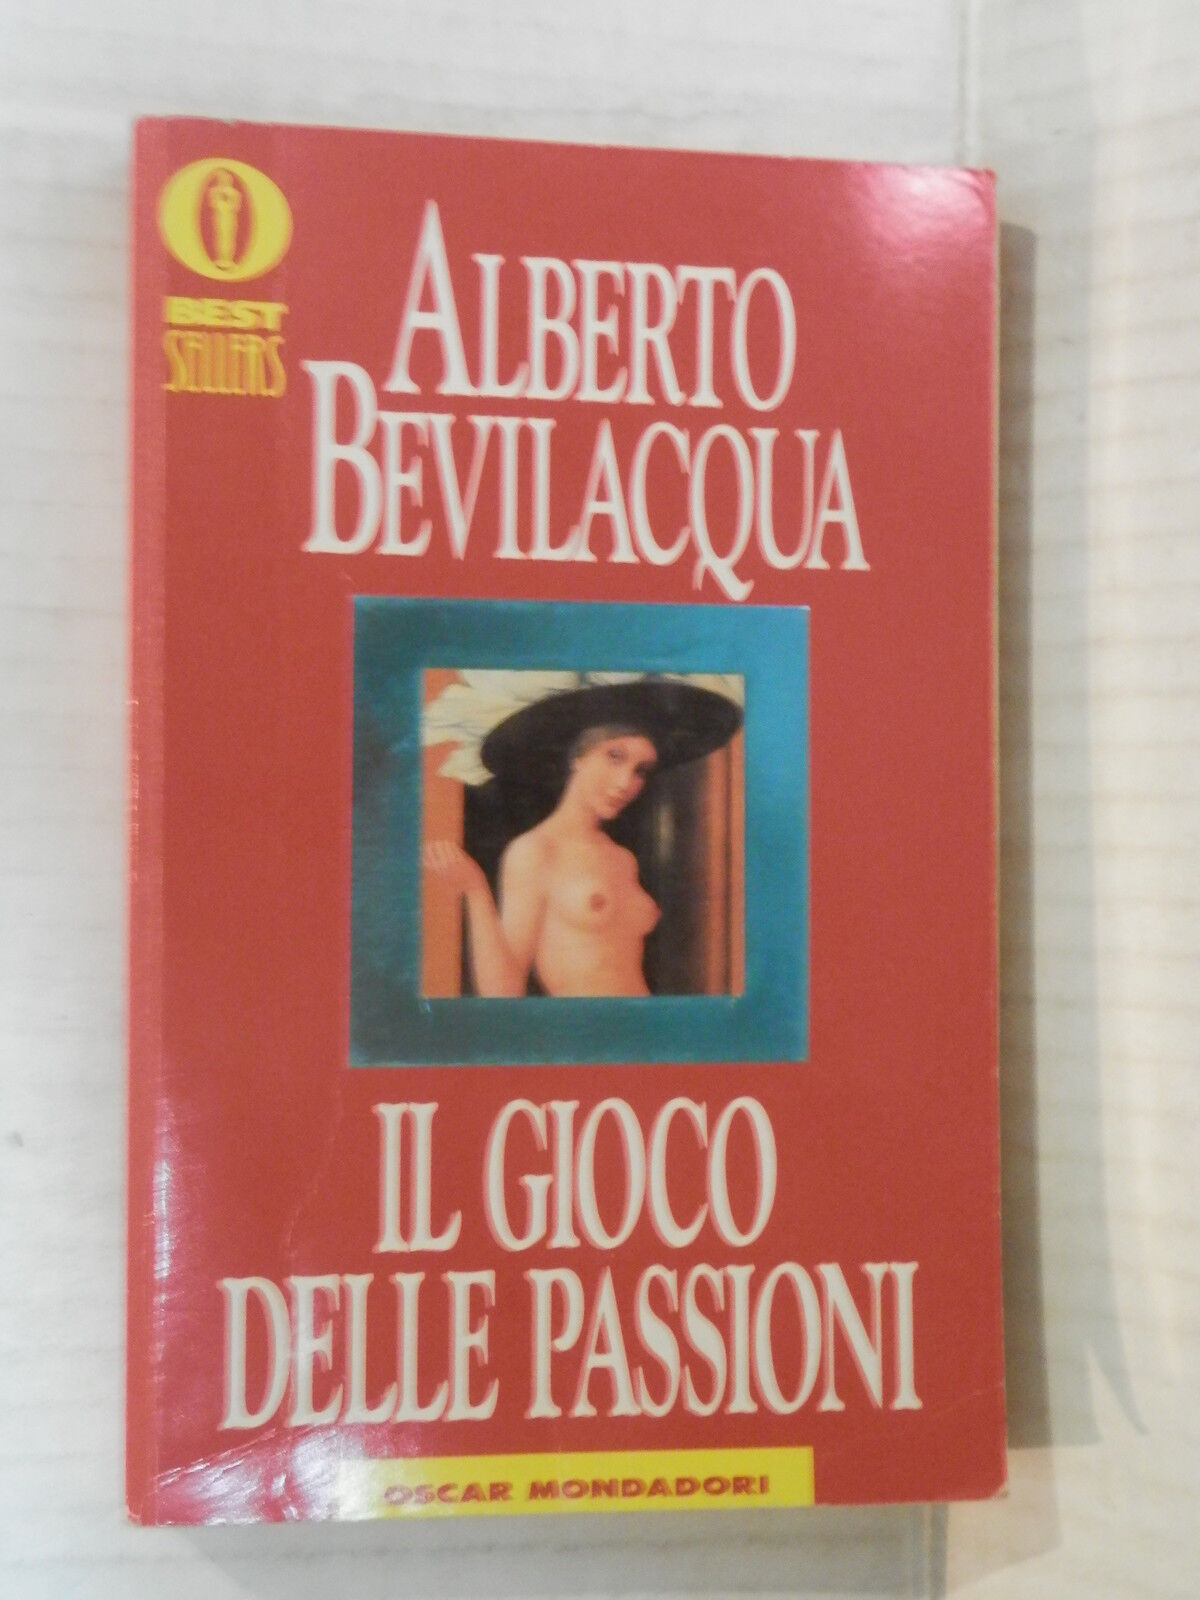 BEST
SELLERS
ALBERTO
BEVILACQUA
IL GIOCO
DELLE PASSIONI
OSCAR MONDADORI